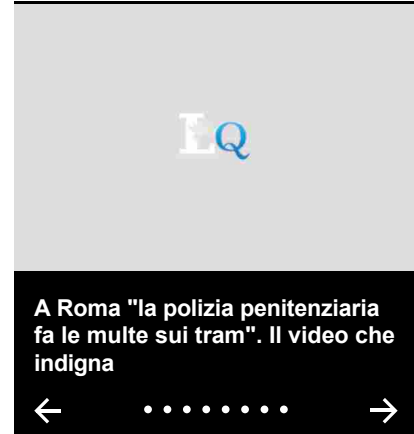 LQ
A Roma "la polizia penitenziaria
fa le multe sui tram". Il video che
indigna